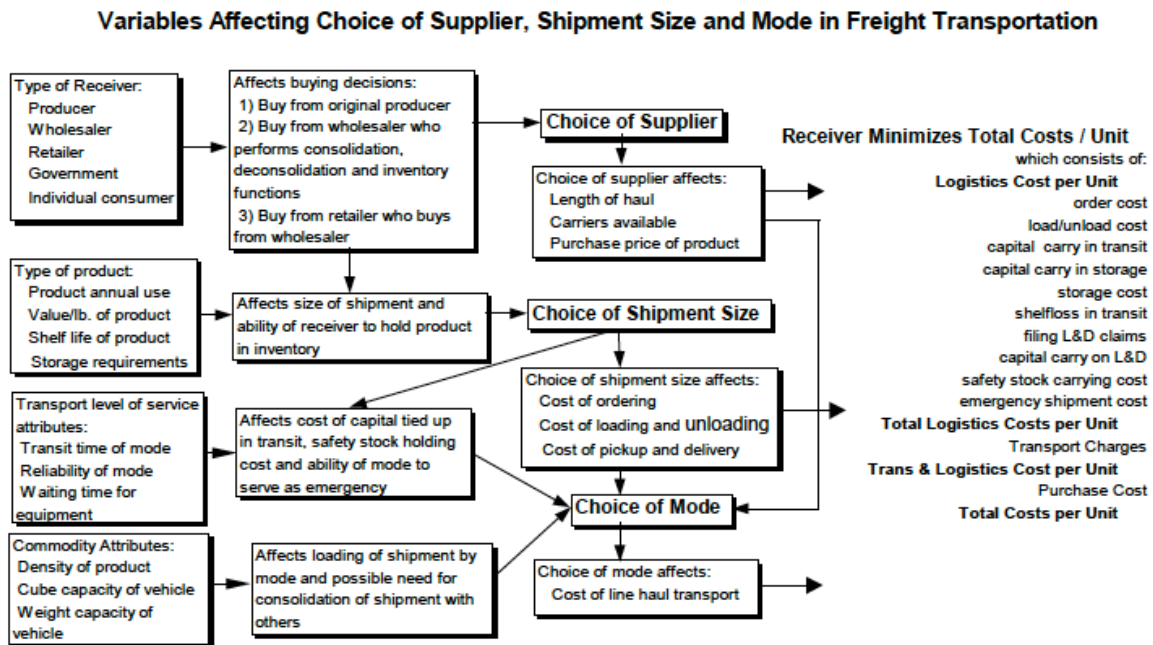 Variables Affecting Choice of Supplier, Shipment Size and Mode in Freight Transportation
Type of Receiver:
Producer
Wholesaler
Retailer
Government
Individual consumer
Affects buying decisions:
1) Buy from original producer
2) Buy from wholesaler who
performs consolidation,
deconsolidation and inventory
functions
3) Buy from retailer who buys
from wholesaler
Choice of Supplier
Choice of supplier affects:
Length of haul
Carriers available
Purchase price of product
Type of product:
Product annual use
Value/lb. of product
Shelf life of product
Storage requirements
Affects size of shipment and
ability of receiver to hold product
in inventory
Choice of Shipment Size
Choice of shipment size affects:
Cost of ordering
Cost of loading and unloading
Cost of pickup and delivery
Transport level of service
attributes:
Transit time of mode
Reliability of mode
Waiting time for
equipment
Affects cost of capital tied up
in transit, safety stock holding
cost and ability of mode to
serve as emergency
Choice of Mode
Commodity Attributes:
Density of product
Cube capacity of vehicle
Weight capacity of
vehicle
Affects loading of shipment by
mode and possible need for
consolidation of shipment with
others
Choice of mode affects:
Cost of line haul transport
Receiver Minimizes Total Costs / Unit
which consists of:
Logistics Cost per Unit
order cost
load/unload cost
capital carry in transit
capital carry in storage
storage cost
shelfloss in transit
filing L&D claims
capital carry on L&D
safety stock carrying cost
emergency shipment cost
Total Logistics Costs per Unit
Transport Charges
Trans & Logistics Cost per Unit
Purchase Cost
Total Costs per Unit